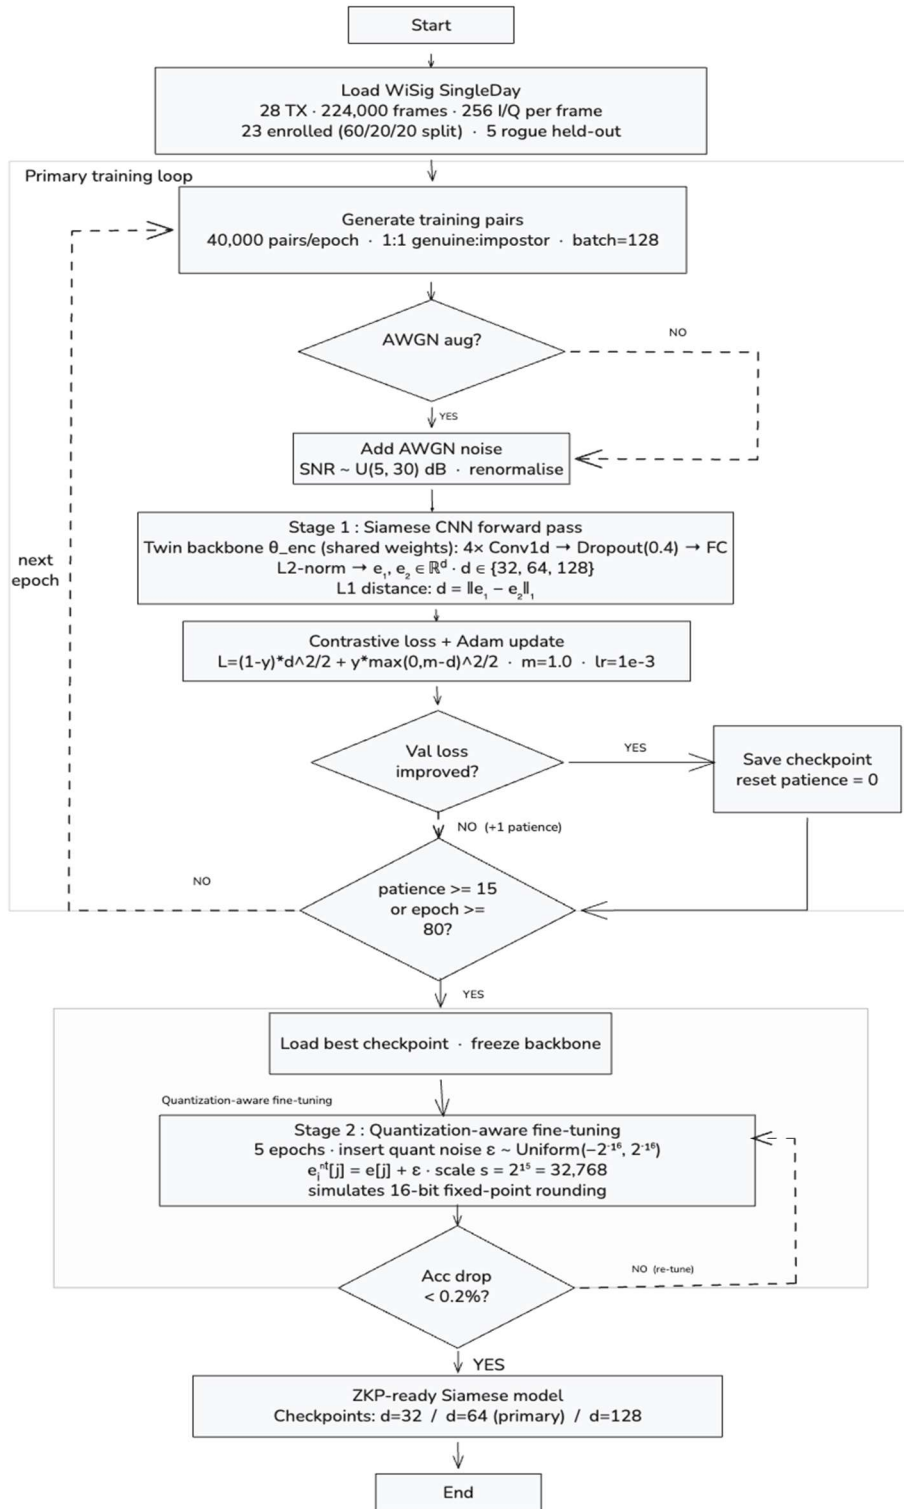 Start
Load WiSig SingleDay
28 TX · 224,000 frames · 256 I/Q per frame
23 enrolled (60/20/20 split) · 5 rogue held-out
Primary training loop
Generate training pairs
40,000 pairs/epoch · 1:1 genuine:impostor · batch=128
AWGN aug?
NO
YES
Add AWGN noise
SNR ~ U(5, 30) dB · renormalise
Stage 1 : Siamese CNN forward pass
Twin backbone θ_enc (shared weights): 4× Conv1d → Dropout(0.4) → FC
L2-norm → e₁, e₂ ∈ ℝᵈ · d ∈ {32, 64, 128}
L1 distance: d = ‖e₁ − e₂‖₁
next
epoch
Contrastive loss + Adam update
L=(1-y)*d^2/2 + y*max(0,m-d)^2/2 · m=1.0 · lr=1e-3
Val loss
improved?
YES
Save checkpoint
reset patience = 0
NO (+1 patience)
NO
patience >= 15
or epoch >=
80?
YES
Load best checkpoint · freeze backbone
Quantization-aware fine-tuning
Stage 2 : Quantization-aware fine-tuning
5 epochs · insert quant noise ε ~ Uniform(−2⁻¹⁶, 2⁻¹⁶)
eᵢⁿᵗ[j] = e[j] + ε · scale s = 2¹⁵ = 32,768
simulates 16-bit fixed-point rounding
Acc drop
< 0.2%?
NO (re-tune)
YES
ZKP-ready Siamese model
Checkpoints: d=32 / d=64 (primary) / d=128
End